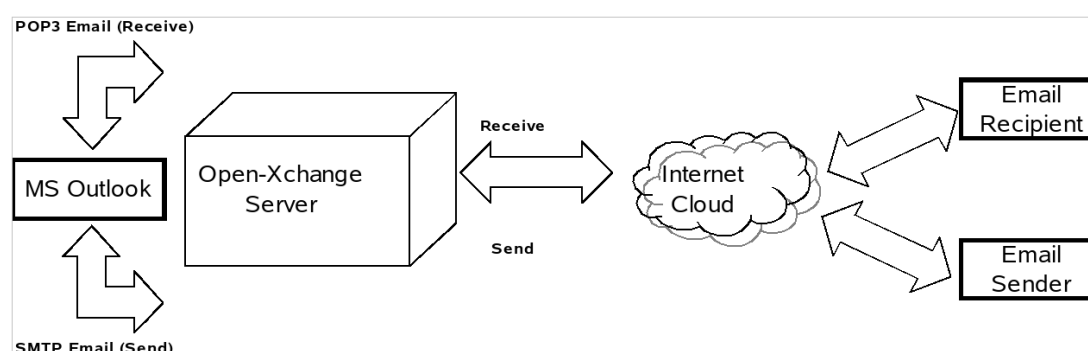 POP3 Email (Receive)
MS Outlook
SMTP Email (Send)
Open-Xchange
Server
Receive
Send
Internet
Cloud
Email
Recipient
Email
Sender